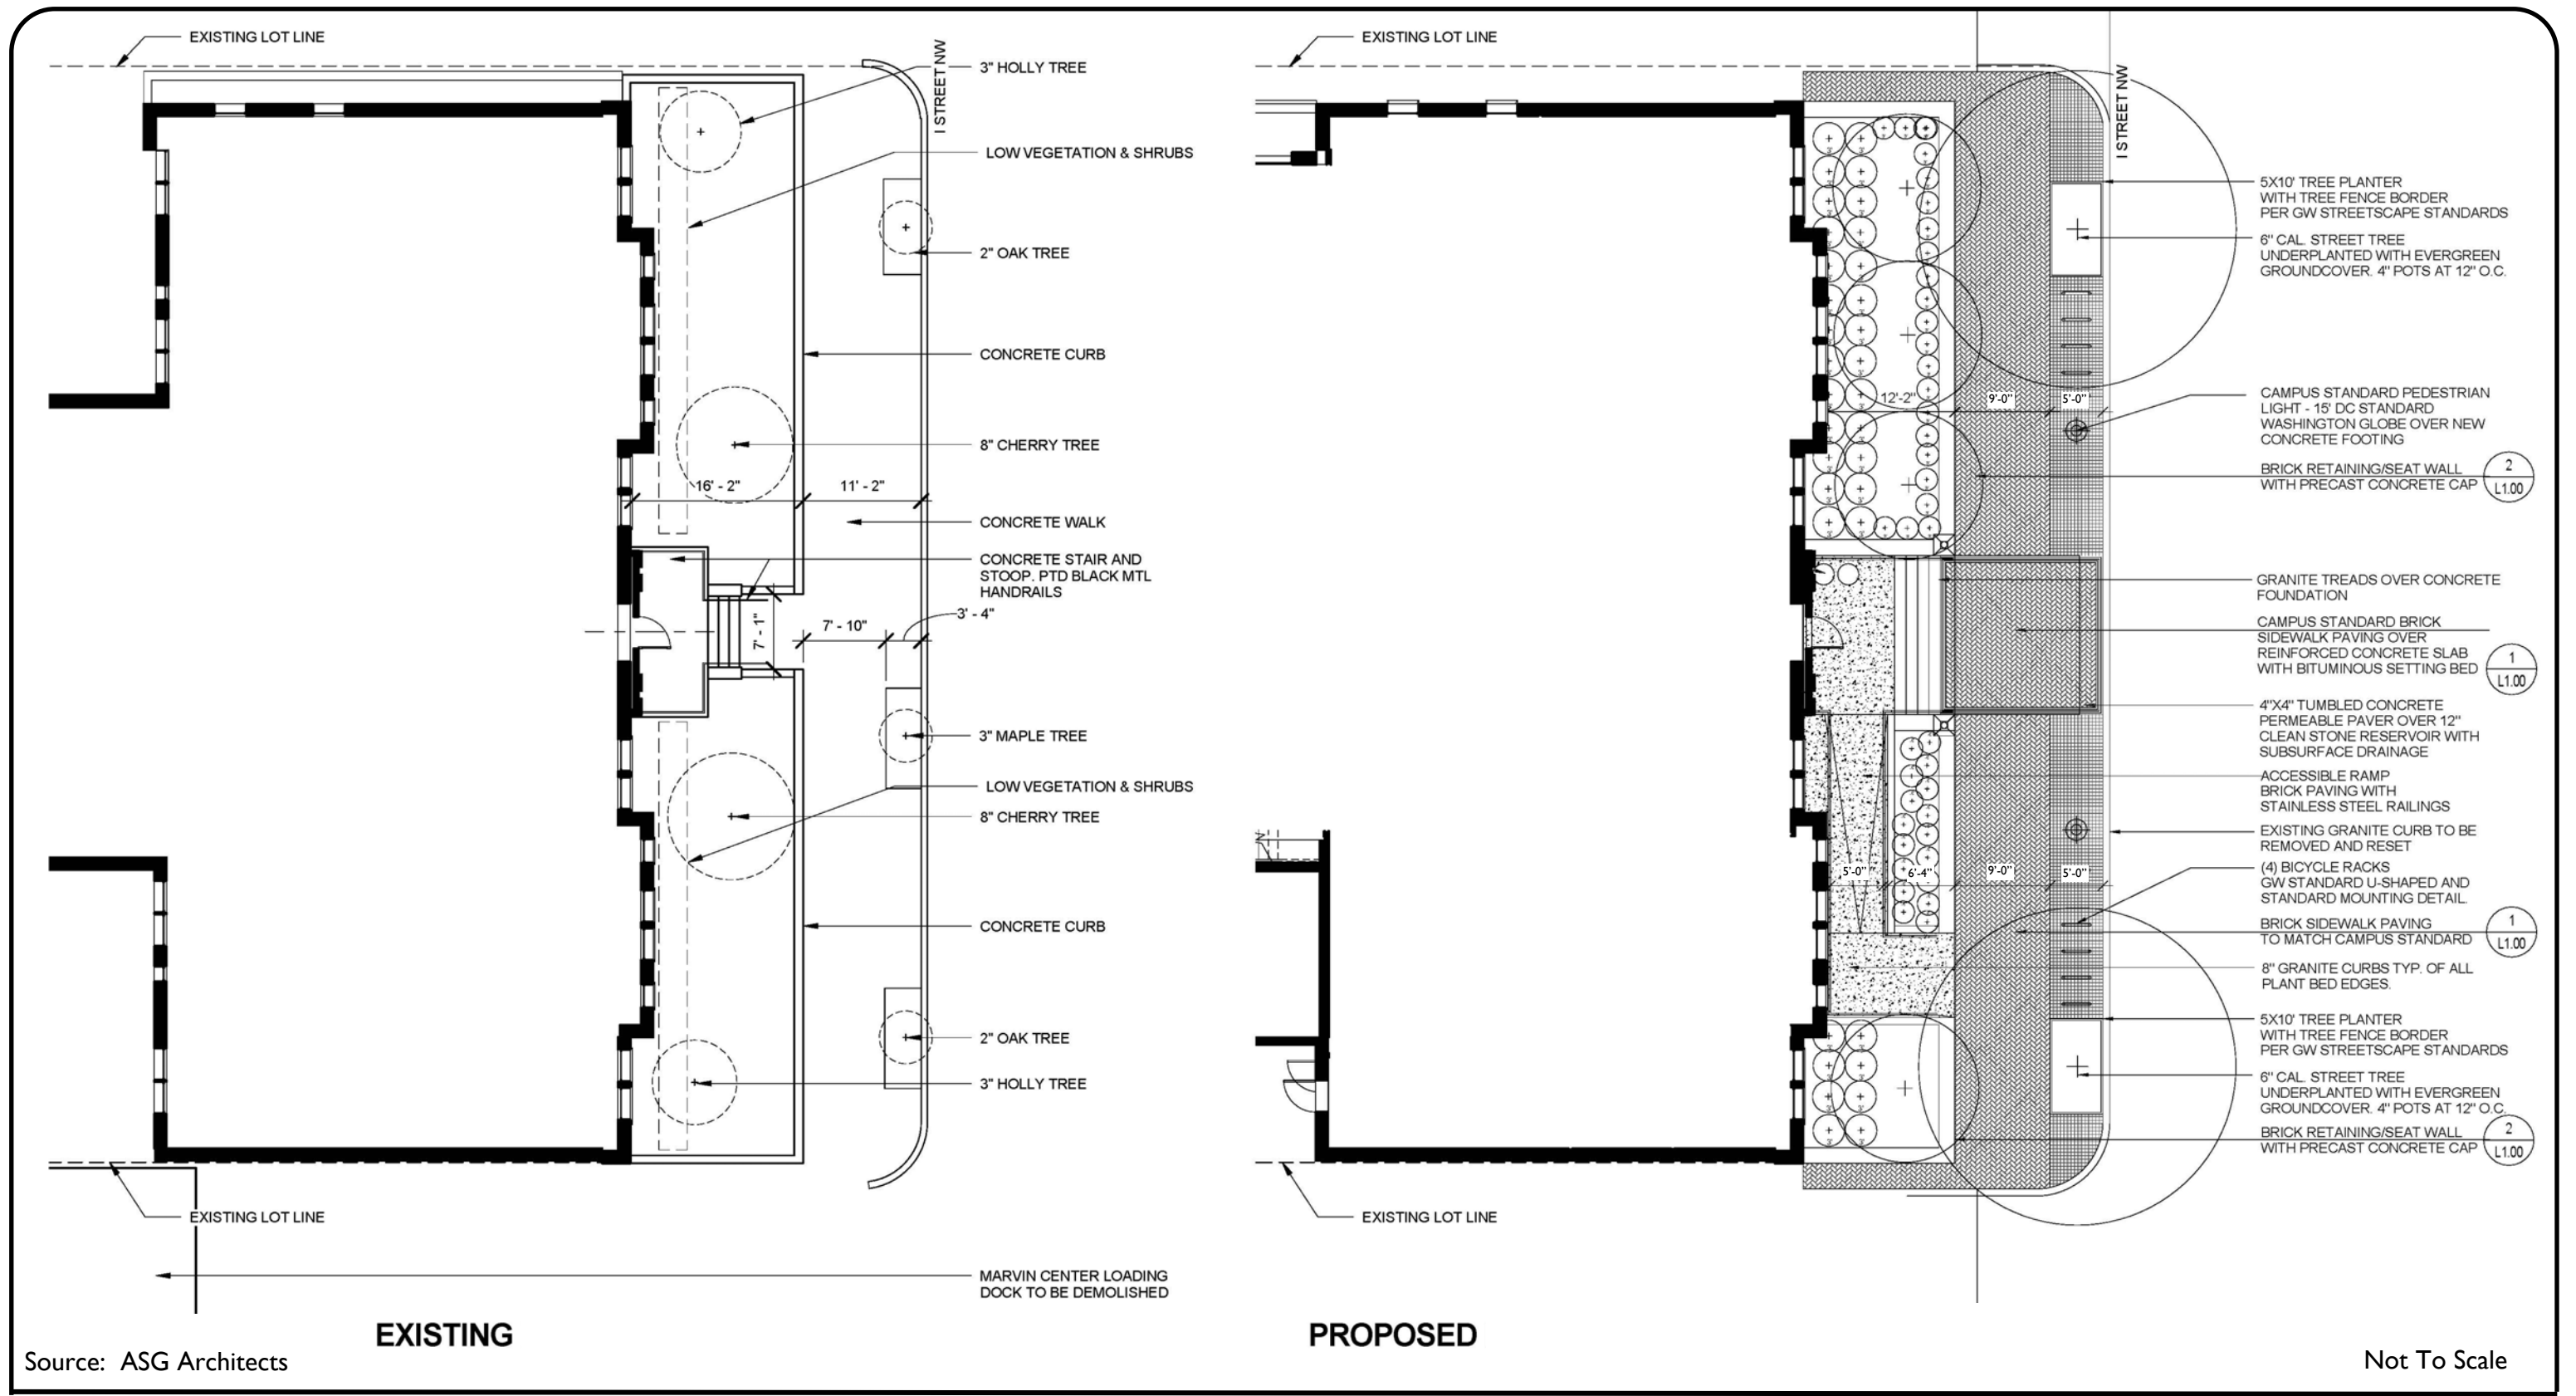 EXISTING LOT LINE
I STREET NW
3" HOLLY TREE
LOW VEGETATION & SHRUBS
2" OAK TREE
CONCRETE CURB
8" CHERRY TREE
16' - 2"
11' - 2"
CONCRETE WALK
CONCRETE STAIR AND
STOOP. PTD BLACK MTL
HANDRAILS
3' - 4"
7' - 10"
7' - 1"
3" MAPLE TREE
LOW VEGETATION & SHRUBS
8" CHERRY TREE
CONCRETE CURB
2" OAK TREE
3" HOLLY TREE
EXISTING LOT LINE
MARVIN CENTER LOADING
DOCK TO BE DEMOLISHED
EXISTING
EXISTING LOT LINE
I STREET NW
5X10' TREE PLANTER
WITH TREE FENCE BORDER
PER GW STREETSCAPE STANDARDS
6" CAL. STREET TREE
UNDERPLANTED WITH EVERGREEN
GROUNDCOVER. 4" POTS AT 12" O.C.
CAMPUS STANDARD PEDESTRIAN
LIGHT - 15' DC STANDARD
WASHINGTON GLOBE OVER NEW
CONCRETE FOOTING
12'-2"
9'-0"
5'-0"
BRICK RETAINING/SEAT WALL
WITH PRECAST CONCRETE CAP
2
L1.00
GRANITE TREADS OVER CONCRETE
FOUNDATION
CAMPUS STANDARD BRICK
SIDEWALK PAVING OVER
REINFORCED CONCRETE SLAB
WITH BITUMINOUS SETTING BED
1
L1.00
4"X4" TUMBLED CONCRETE
PERMEABLE PAVER OVER 12"
CLEAN STONE RESERVOIR WITH
SUBSURFACE DRAINAGE
ACCESSIBLE RAMP
BRICK PAVING WITH
STAINLESS STEEL RAILINGS
EXISTING GRANITE CURB TO BE
REMOVED AND RESET
5'-0"
6'-4"
9'-0"
5'-0"
(4) BICYCLE RACKS
GW STANDARD U-SHAPED AND
STANDARD MOUNTING DETAIL.
BRICK SIDEWALK PAVING
TO MATCH CAMPUS STANDARD
1
L1.00
8" GRANITE CURBS TYP. OF ALL
PLANT BED EDGES.
5X10' TREE PLANTER
WITH TREE FENCE BORDER
PER GW STREETSCAPE STANDARDS
6" CAL. STREET TREE
UNDERPLANTED WITH EVERGREEN
GROUNDCOVER. 4" POTS AT 12" O.C.
BRICK RETAINING/SEAT WALL
WITH PRECAST CONCRETE CAP
2
L1.00
EXISTING LOT LINE
PROPOSED
Source: ASG Architects
Not To Scale